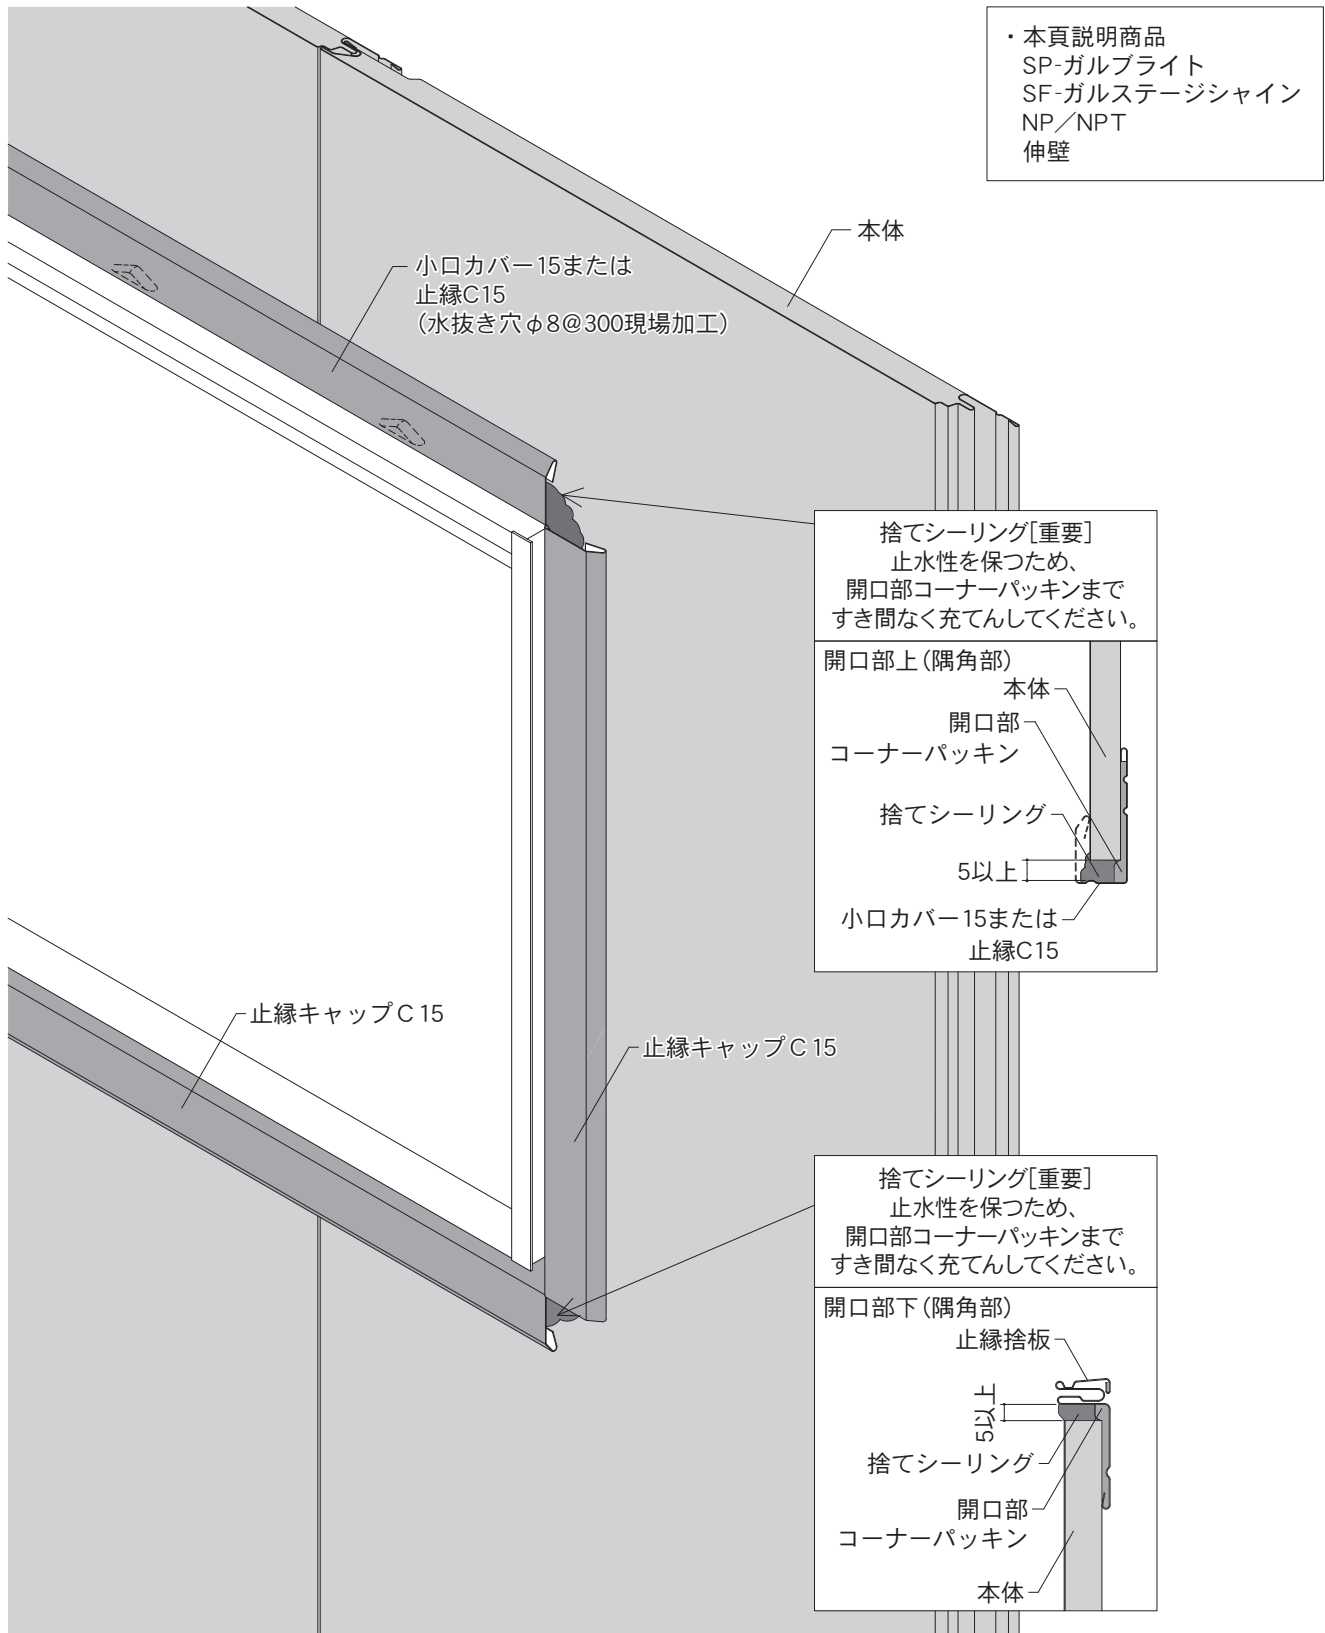 ・本頁説明商品
SP-ガルブライト
SF-ガルステージシャイン
NP／NPT
伸壁
本体
小口カバー15または
止縁C15
（水抜き穴φ8@300現場加工）
捨てシーリング[重要]
止水性を保つため、
開口部コーナーパッキンまで
すき間なく充てんしてください。
開口部上（隅角部）
本体
開口部
コーナーパッキン
捨てシーリング
5以上
小口カバー15または
止縁C15
止縁キャップC15
止縁キャップC15
捨てシーリング[重要]
止水性を保つため、
開口部コーナーパッキンまで
すき間なく充てんしてください。
開口部下（隅角部）
止縁捨板
5以上
捨てシーリング
開口部
コーナーパッキン
本体